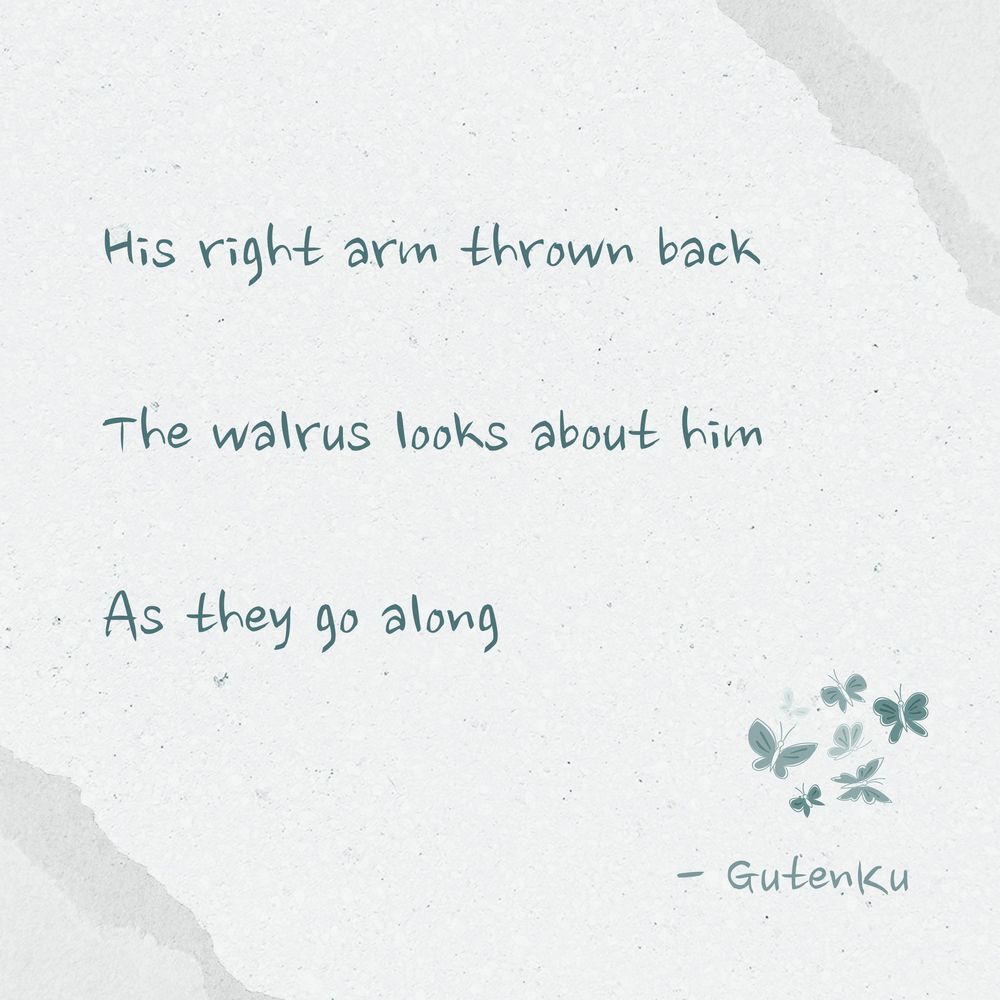 His right arm thrown back
The walrus looks about him
As they go along
- GutenKu